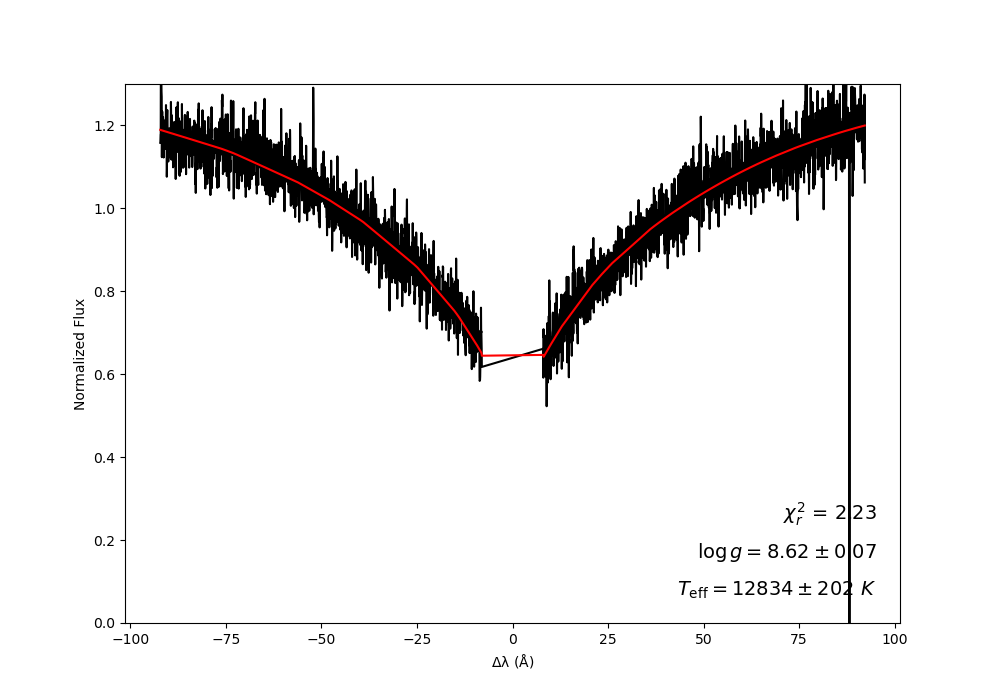 1.2
1.0
0.8
0.6
0.4
0.2
0.0
Normalized Flux
χ²ᵣ = 2.23
log g = 8.62 ± 0.07
T_eff = 12834 ± 202 K
−100 −75 −50 −25 0 25 50 75 100
Δλ (Å)